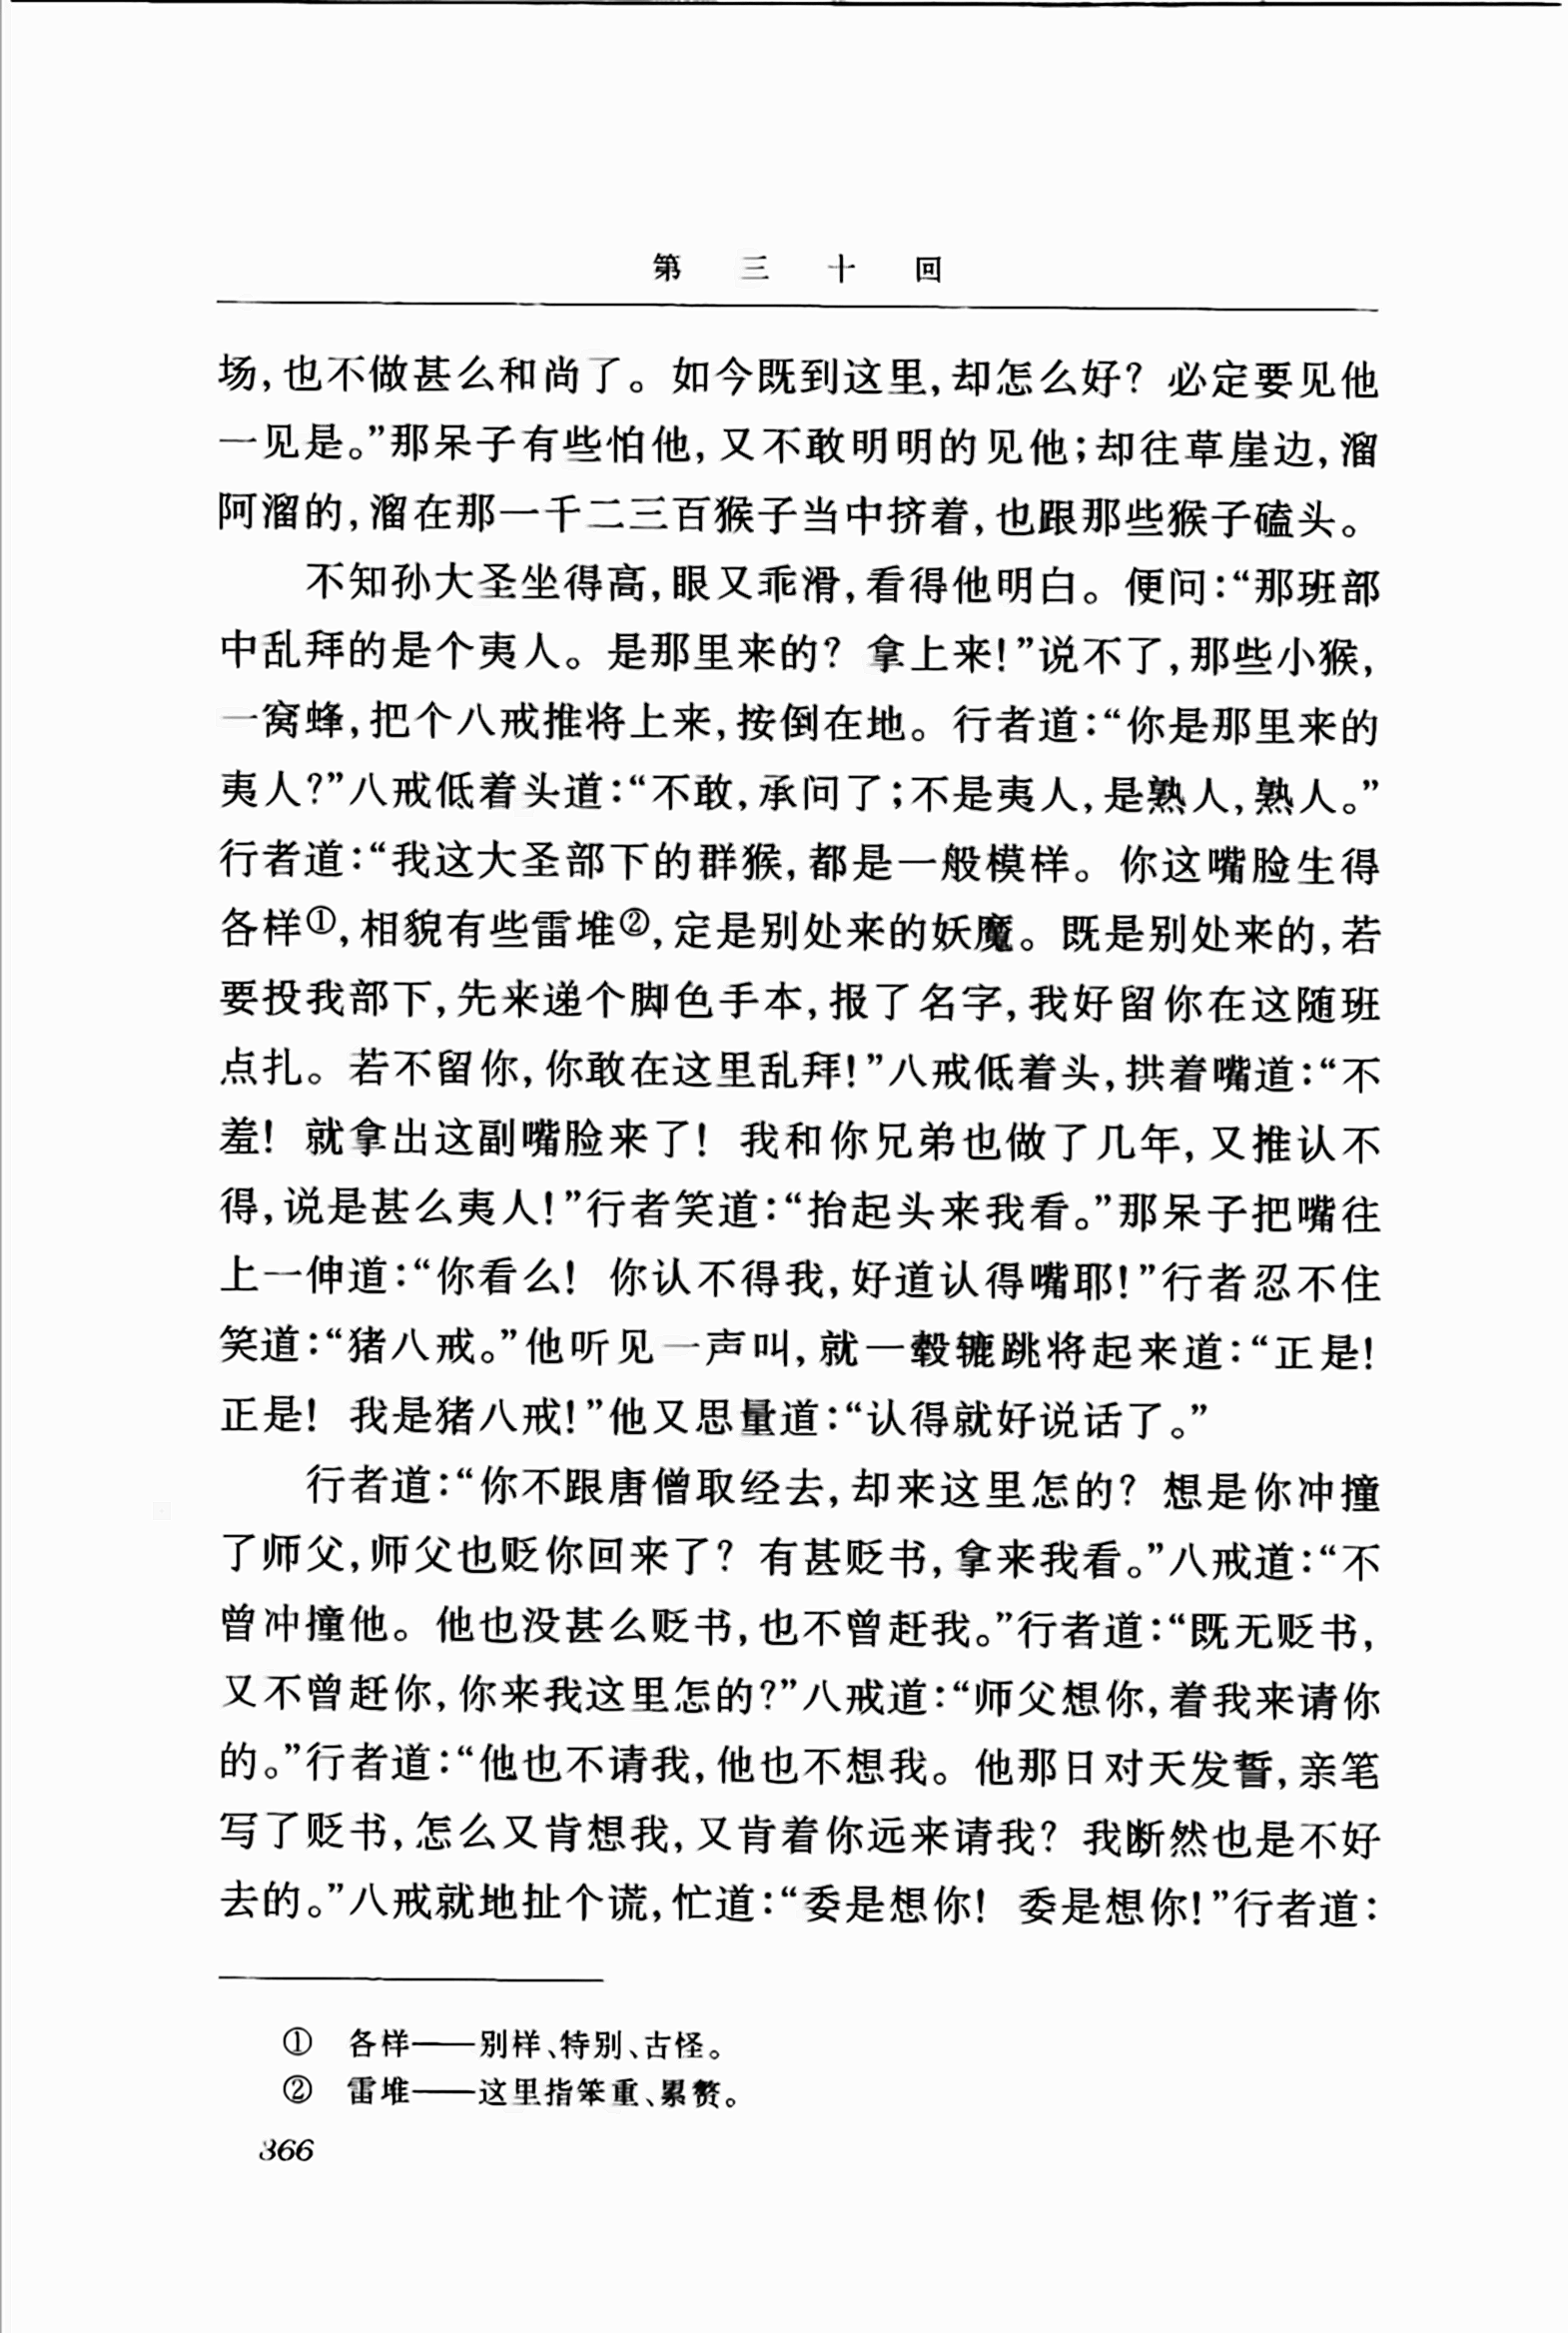 第三十回
场，也不做甚么和尚了。如今既到这里，却怎么好？必定要见他
一见是。”那呆子有些怕他，又不敢明明的见他；却往草崖边，溜
阿溜的，溜在那一千二三百猴子当中挤着，也跟那些猴子磕头。
不知孙大圣坐得高，眼又乖滑，看得他明白。便问：“那班部
中乱拜的是个夷人。是那里来的？拿上来！”说不了，那些小猴，
一窝蜂，把个八戒推将上来，按倒在地。行者道：“你是那里来的
夷人？”八戒低着头道：“不敢，承问了；不是夷人，是熟人，熟人。”
行者道：“我这大圣部下的群猴，都是一般模样。你这嘴脸生得
各样①，相貌有些雷堆②，定是别处来的妖魔。既是别处来的，若
要投我部下，先来递个脚色手本，报了名字，我好留你在这随班
点扎。若不留你，你敢在这里乱拜！”八戒低着头，拱着嘴道：“不
羞！就拿出这副嘴脸来了！我和你兄弟也做了几年，又推认不
得，说是甚么夷人！”行者笑道：“抬起头来我看。”那呆子把嘴往
上一伸道：“你看么！你认不得我，好道认得嘴耶！”行者忍不住
笑道：“猪八戒。”他听见一声叫，就一毂辘跳将起来道：“正是！
正是！我是猪八戒！”他又思量道：“认得就好说话了。”
行者道：“你不跟唐僧取经去，却来这里怎的？想是你冲撞
了师父，师父也贬你回来了？有甚贬书，拿来我看。”八戒道：“不
曾冲撞他。他也没甚么贬书，也不曾赶我。”行者道：“既无贬书，
又不曾赶你，你来我这里怎的？”八戒道：“师父想你，着我来请你
的。”行者道：“他也不请我，他也不想我。他那日对天发誓，亲笔
写了贬书，怎么又肯想我，又肯着你远来请我？我断然也是不好
去的。”八戒就地扯个谎，忙道：“委是想你！委是想你！”行者道：
① 各样——别样、特别、古怪。
② 雷堆——这里指笨重、累赘。
366